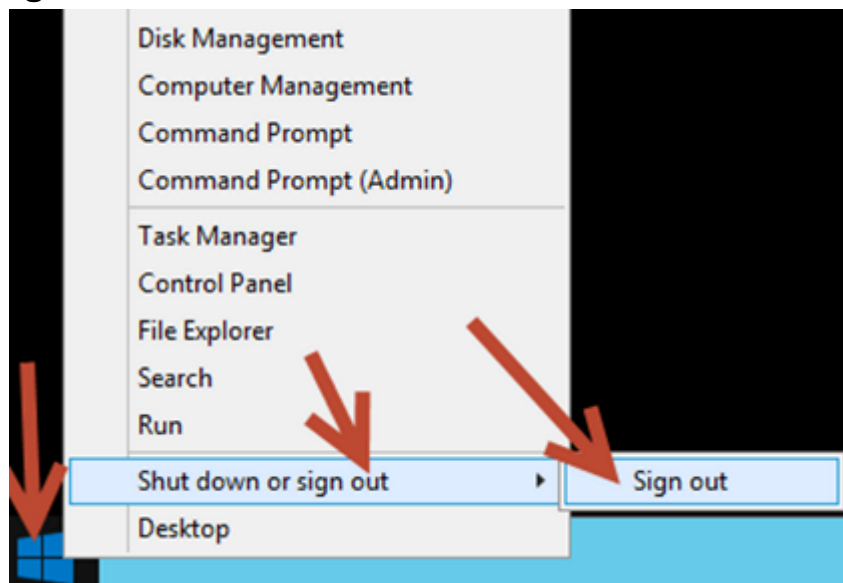 Disk Management
Computer Management
Command Prompt
Command Prompt (Admin)
Task Manager
Control Panel
File Explorer
Search
Run
Shut down or sign out
Sign out
Desktop